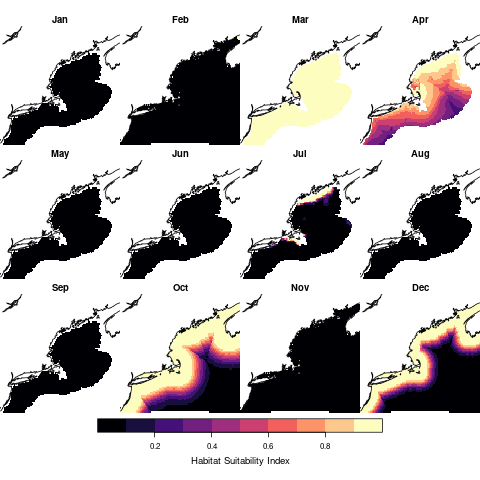 Jan Feb Mar Apr
May Jun Jul Aug
Sep Oct Nov Dec
0.2 0.4 0.6 0.8
Habitat Suitability Index